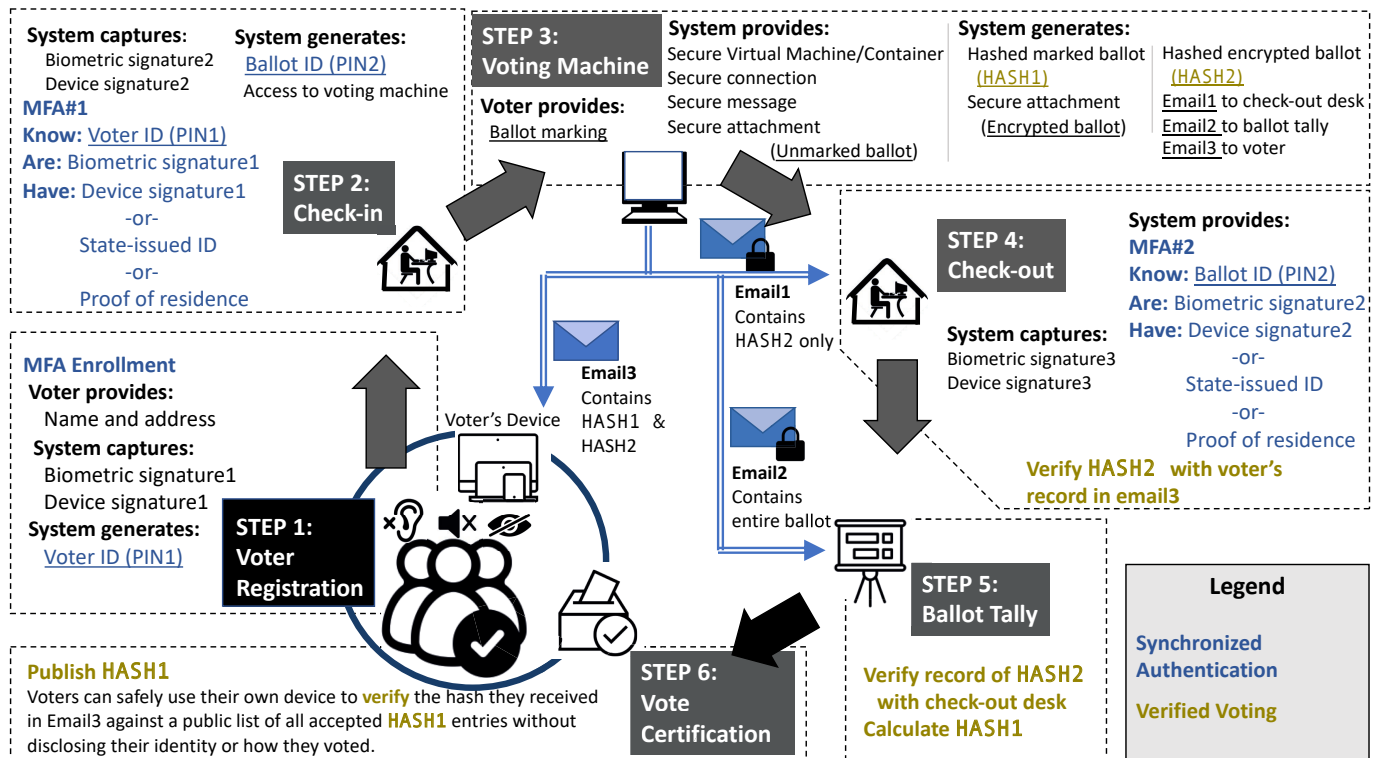 System captures:
Biometric signature2
Device signature2
MFA#1
Know: Voter ID (PIN1)
Are: Biometric signature1
Have: Device signature1
-or-
State-issued ID
-or-
Proof of residence
System generates:
Ballot ID (PIN2)
Access to voting machine
STEP 2:
Check-in
STEP 3:
Voting Machine
Voter provides:
Ballot marking
System provides:
Secure Virtual Machine/Container
Secure connection
Secure message
Secure attachment
(Unmarked ballot)
System generates:
Hashed marked ballot
(HASH1)
Secure attachment
(Encrypted ballot)
Hashed encrypted ballot
(HASH2)
Email1 to check-out desk
Email2 to ballot tally
Email3 to voter
STEP 4:
Check-out
System captures:
Biometric signature3
Device signature3
System provides:
MFA#2
Know: Ballot ID (PIN2)
Are: Biometric signature2
Have: Device signature2
-or-
State-issued ID
-or-
Proof of residence
Verify HASH2 with voter's
record in email3
Email1
Contains
HASH2 only
Email3
Contains
HASH1 &
HASH2
Email2
Contains
entire ballot
MFA Enrollment
Voter provides:
Name and address
System captures:
Biometric signature1
Device signature1
System generates:
Voter ID (PIN1)
Voter's Device
STEP 1:
Voter
Registration
STEP 5:
Ballot Tally
Verify record of HASH2
with check-out desk
Calculate HASH1
STEP 6:
Vote
Certification
Publish HASH1
Voters can safely use their own device to verify the hash they received
in Email3 against a public list of all accepted HASH1 entries without
disclosing their identity or how they voted.
Legend
Synchronized
Authentication
Verified Voting